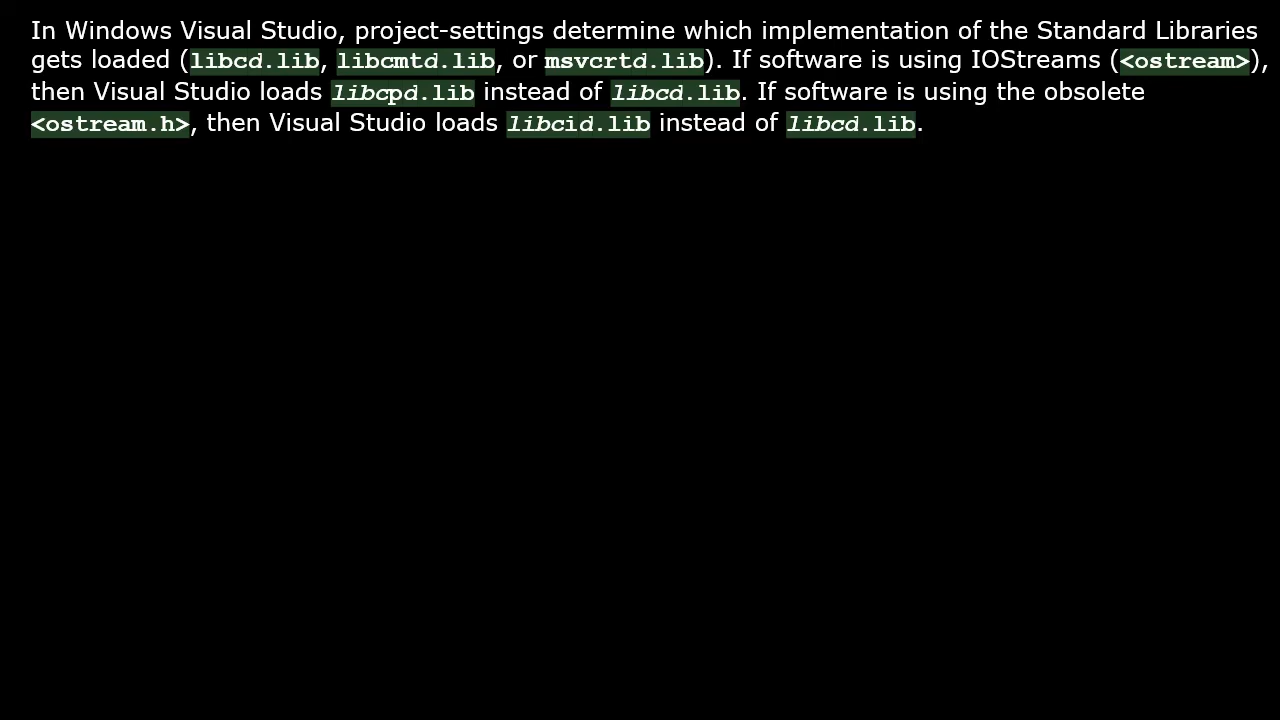 In Windows Visual Studio, project-settings determine which implementation of the Standard Libraries
gets loaded (libcd.lib, libcmtd.lib, or msvcrtd.lib). If software is using IOStreams (<ostream>),
then Visual Studio loads libcpd.lib instead of libcd.lib. If software is using the obsolete
<ostream.h>, then Visual Studio loads libcid.lib instead of libcd.lib.